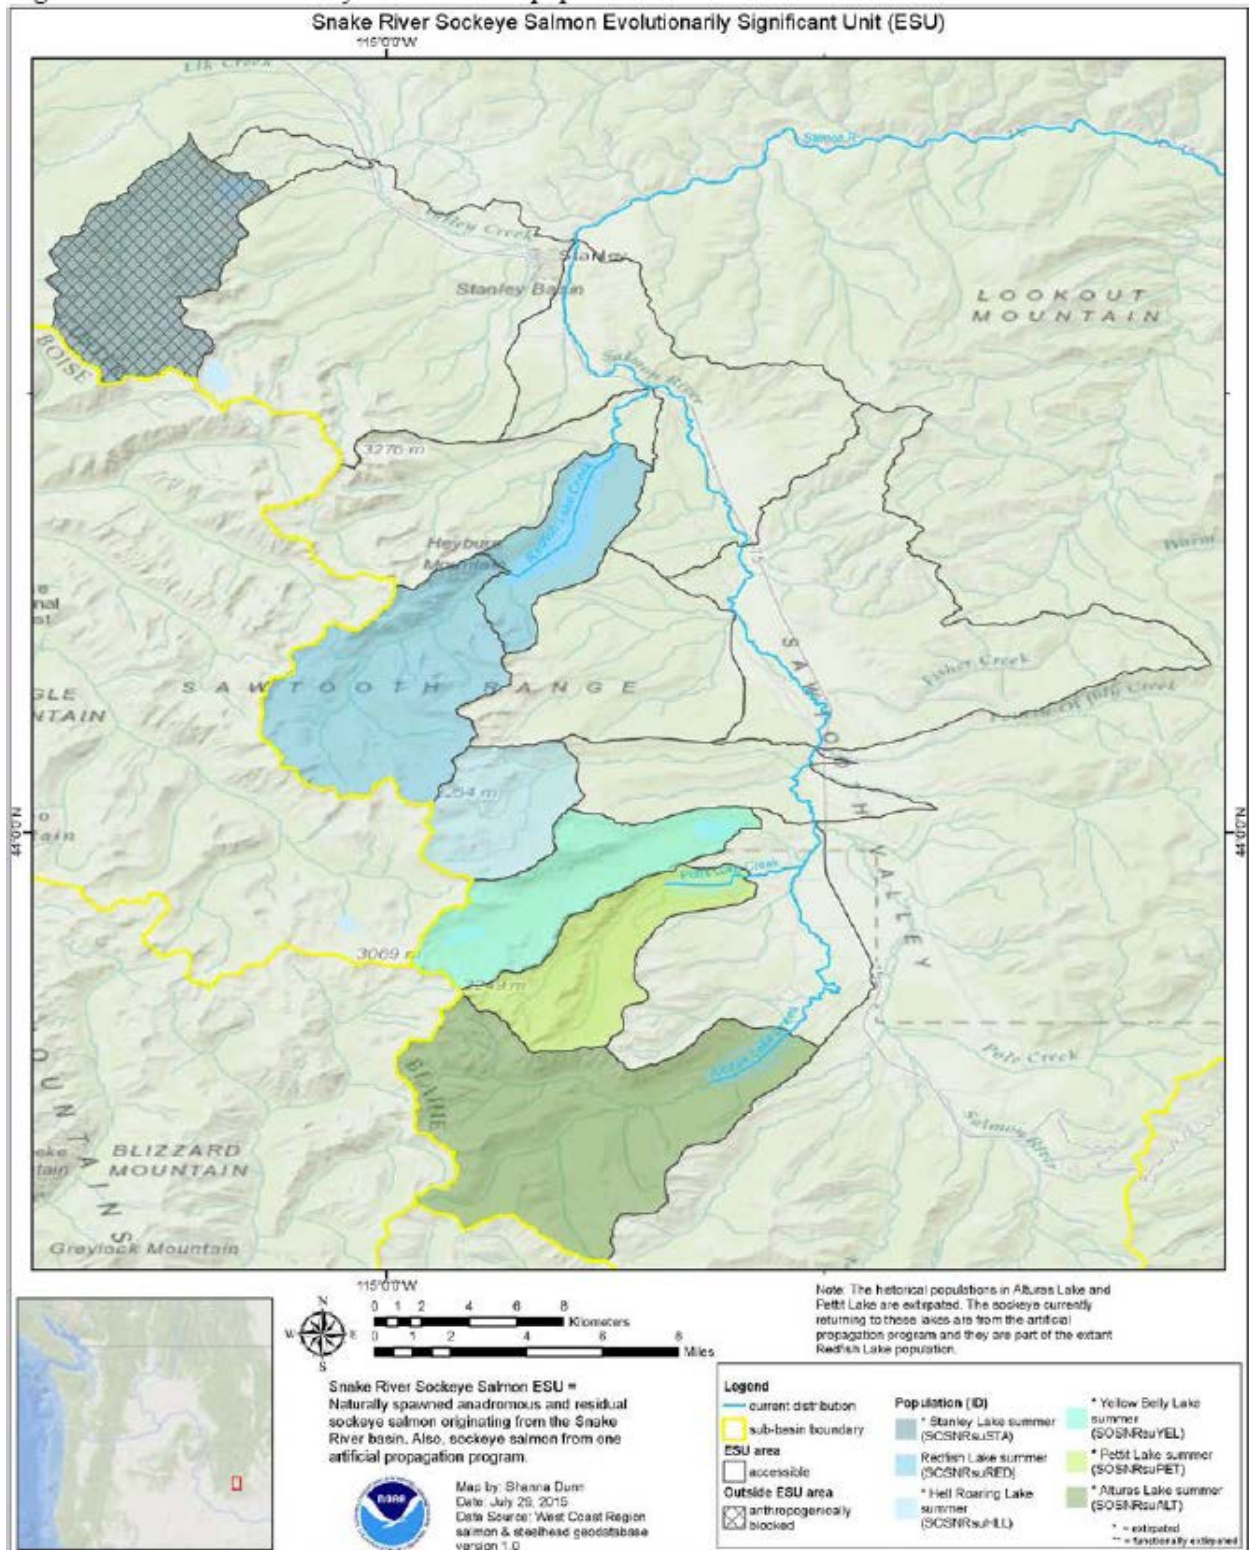 Snake River Sockeye Salmon Evolutionarily Significant Unit (ESU)
115°0'0"W
Elk Creek
Salmon R
Valley Creek
Stanley
Stanley Basin
LOOKOUT
MOUNTAIN
BOISE
Salmon River
3276 m
Redfish Lake Creek
Heyburn
Mountain
SAWTOOTH RANGE
SAWTOOTH VALLEY
Fisher Creek
44°0'0"N
44°0'0"N
Pettit Lake Creek
3069 m
Alturas Lake Creek
Pole Creek
BLAINE
Salmon River
BLIZZARD
MOUNTAIN
OUNTAINS
Greylock Mountain
115°0'0"W
N
W E
S
0 1 2 4 6 8
Kilometers
0 1 2 4 6 8
Miles
Note: The historical populations in Alturas Lake and
Pettit Lake are extirpated. The sockeye currently
returning to these lakes are from the artificial
propagation program and they are part of the extant
Redfish Lake population.
Snake River Sockeye Salmon ESU =
Naturally spawned anadromous and residual
sockeye salmon originating from the Snake
River basin. Also, sockeye salmon from one
artificial propagation program.
NOAA
Map by: Shanna Dunn
Date: July 29, 2015
Data Source: West Coast Region
salmon & steelhead geodatabase
version 1.0
Legend
current distribution
sub-basin boundary
ESU area
accessible
Outside ESU area
anthropogenically
blocked
Population (ID)
* Stanley Lake summer
(SOSNRsuSTA)
Redfish Lake summer
(SOSNRsuRED)
* Hell Roaring Lake
summer
(SOSNRsuHLL)
* Yellow Belly Lake
summer
(SOSNRsuYEL)
* Pettit Lake summer
(SOSNRsuPET)
* Alturas Lake summer
(SOSNRsuALT)
* = extirpated
** = functionally extirpated